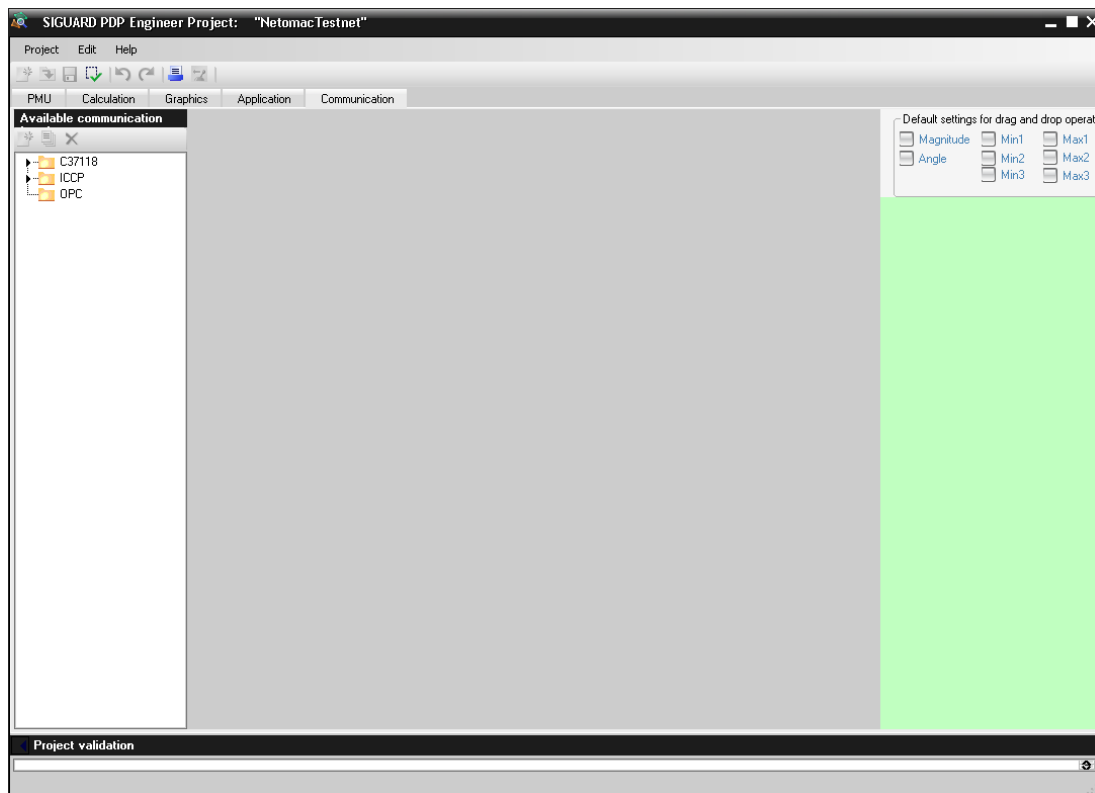 SIGUARD PDP Engineer Project: "NetomacTestnet"
Project Edit Help
PMU Calculation Graphics Application Communication
Available communication
C37118
ICCP
OPC
Default settings for drag and drop operat
Magnitude Min1 Max1
Angle Min2 Max2
Min3 Max3
Project validation